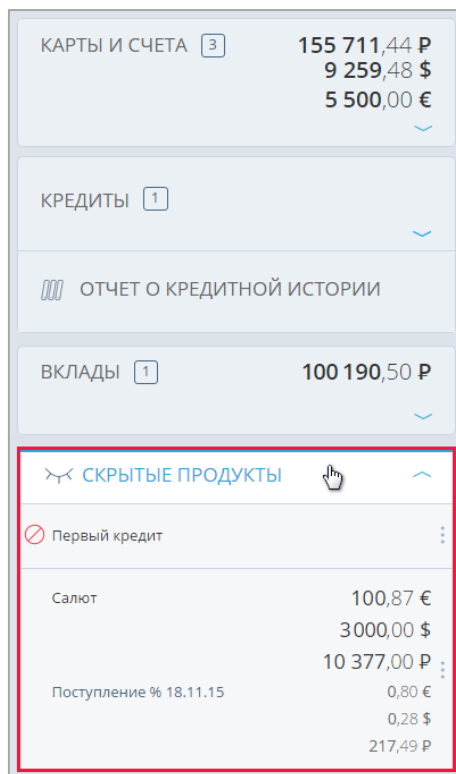 КАРТЫ И СЧЕТА 3 155 711,44 ₽
9 259,48 $
5 500,00 €
КРЕДИТЫ 1
ОТЧЕТ О КРЕДИТНОЙ ИСТОРИИ
ВКЛАДЫ 1 100 190,50 ₽
СКРЫТЫЕ ПРОДУКТЫ
Первый кредит
Салют 100,87 €
3000,00 $
10 377,00 ₽
Поступление % 18.11.15 0,80 €
0,28 $
217,49 ₽